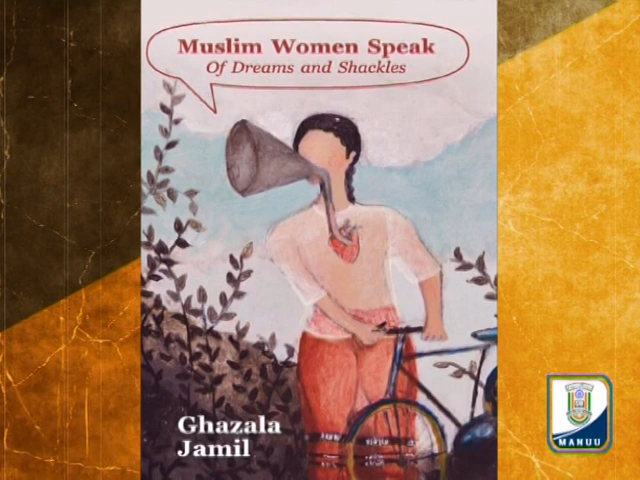 Muslim Women Speak
Of Dreams and Shackles
Ghazala
Jamil
MANUU